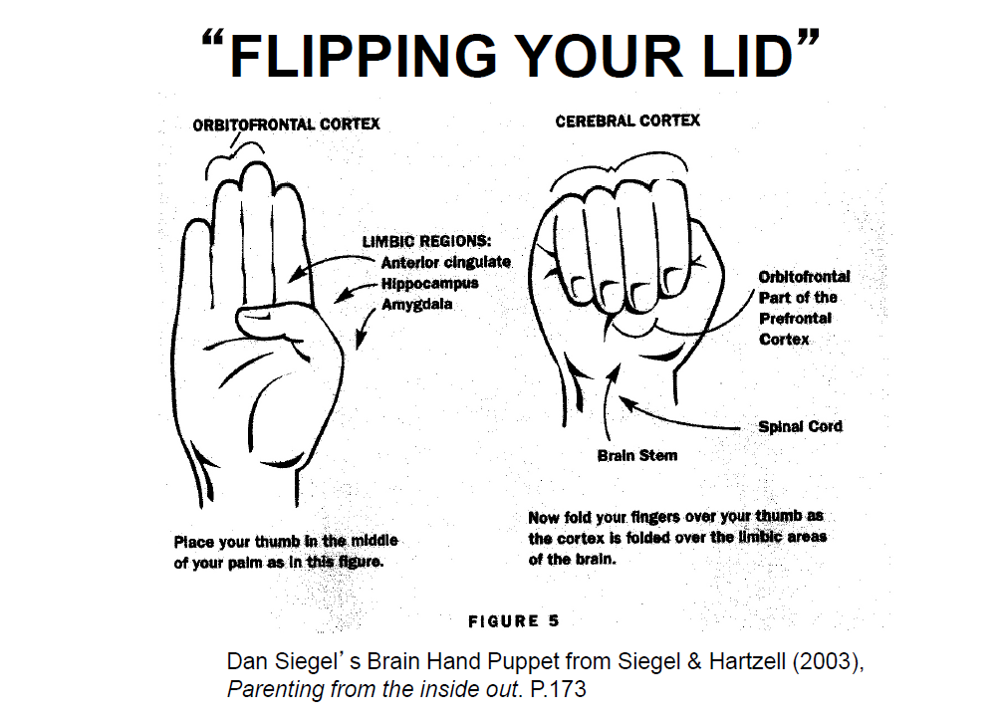 “FLIPPING YOUR LID”
ORBITOFRONTAL CORTEX
LIMBIC REGIONS:
Anterior cingulate
Hippocampus
Amygdala
Place your thumb in the middle
of your palm as in this figure.
CEREBRAL CORTEX
Orbitofrontal
Part of the
Prefrontal
Cortex
Spinal Cord
Brain Stem
Now fold your fingers over your thumb as
the cortex is folded over the limbic areas
of the brain.
FIGURE 5
Dan Siegel’s Brain Hand Puppet from Siegel & Hartzell (2003),
Parenting from the inside out. P.173